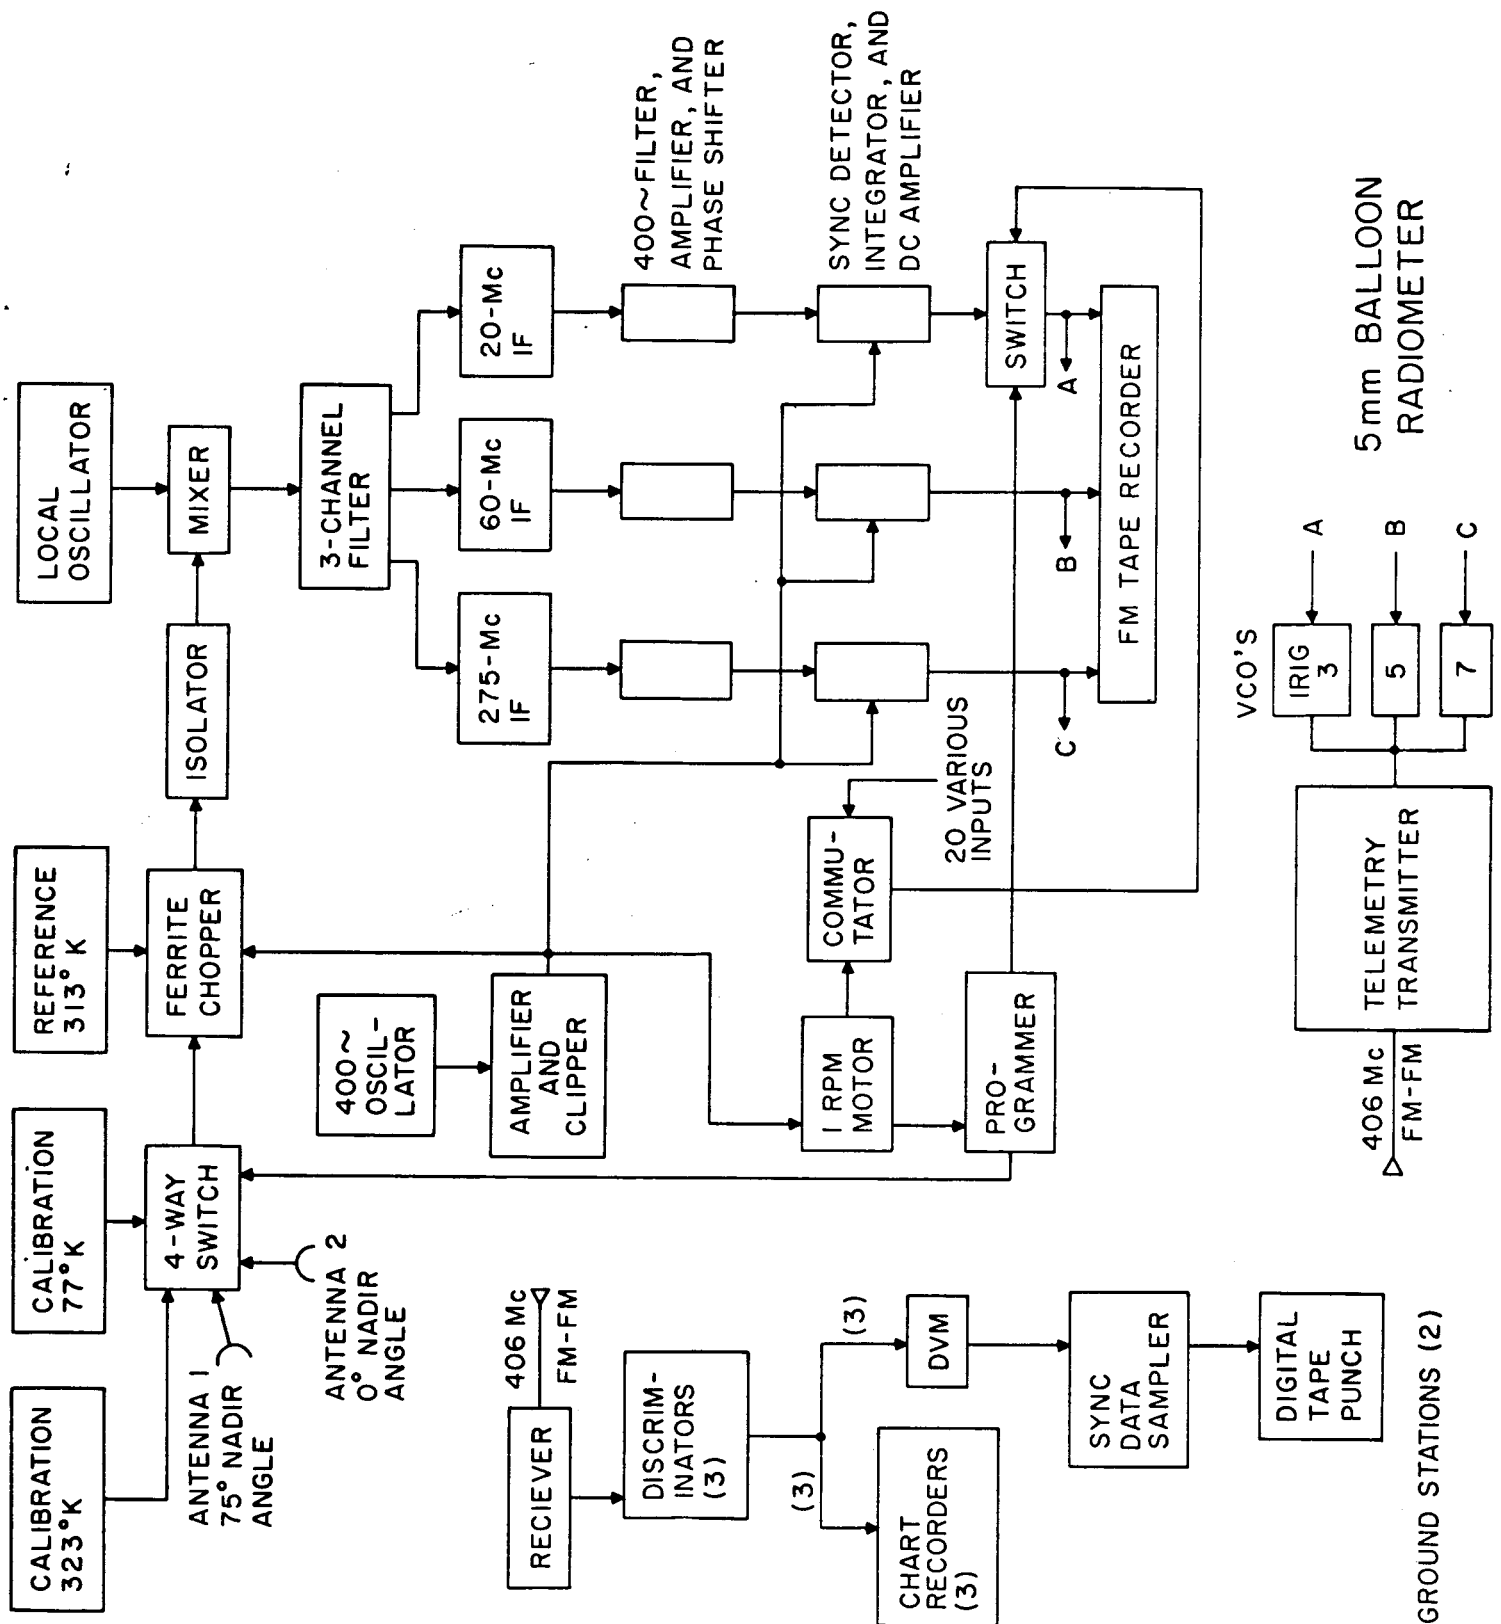 CALIBRATION
323°K
CALIBRATION
77°K
REFERENCE
313° K
LOCAL
OSCILLATOR
4-WAY
SWITCH
FERRITE
CHOPPER
ISOLATOR
MIXER
ANTENNA 1
75° NADIR
ANGLE
ANTENNA 2
0° NADIR
ANGLE
400~
OSCIL-
LATOR
3-CHANNEL
FILTER
AMPLIFIER
AND
CLIPPER
275-Mc
IF
60-Mc
IF
20-Mc
IF
400~FILTER,
AMPLIFIER, AND
PHASE SHIFTER
SYNC DETECTOR,
INTEGRATOR, AND
DC AMPLIFIER
1 RPM
MOTOR
COMMU-
TATOR
20 VARIOUS
INPUTS
PRO-
GRAMMER
SWITCH
C
B
A
FM TAPE RECORDER
RECIEVER
406 Mc
FM-FM
DISCRIM-
INATORS
(3)
(3)
(3)
CHART
RECORDERS
(3)
DVM
SYNC
DATA
SAMPLER
DIGITAL
TAPE
PUNCH
GROUND STATIONS (2)
406 Mc
FM-FM
TELEMETRY
TRANSMITTER
VCO'S
IRIG
3
A
5
B
7
C
5mm BALLOON
RADIOMETER